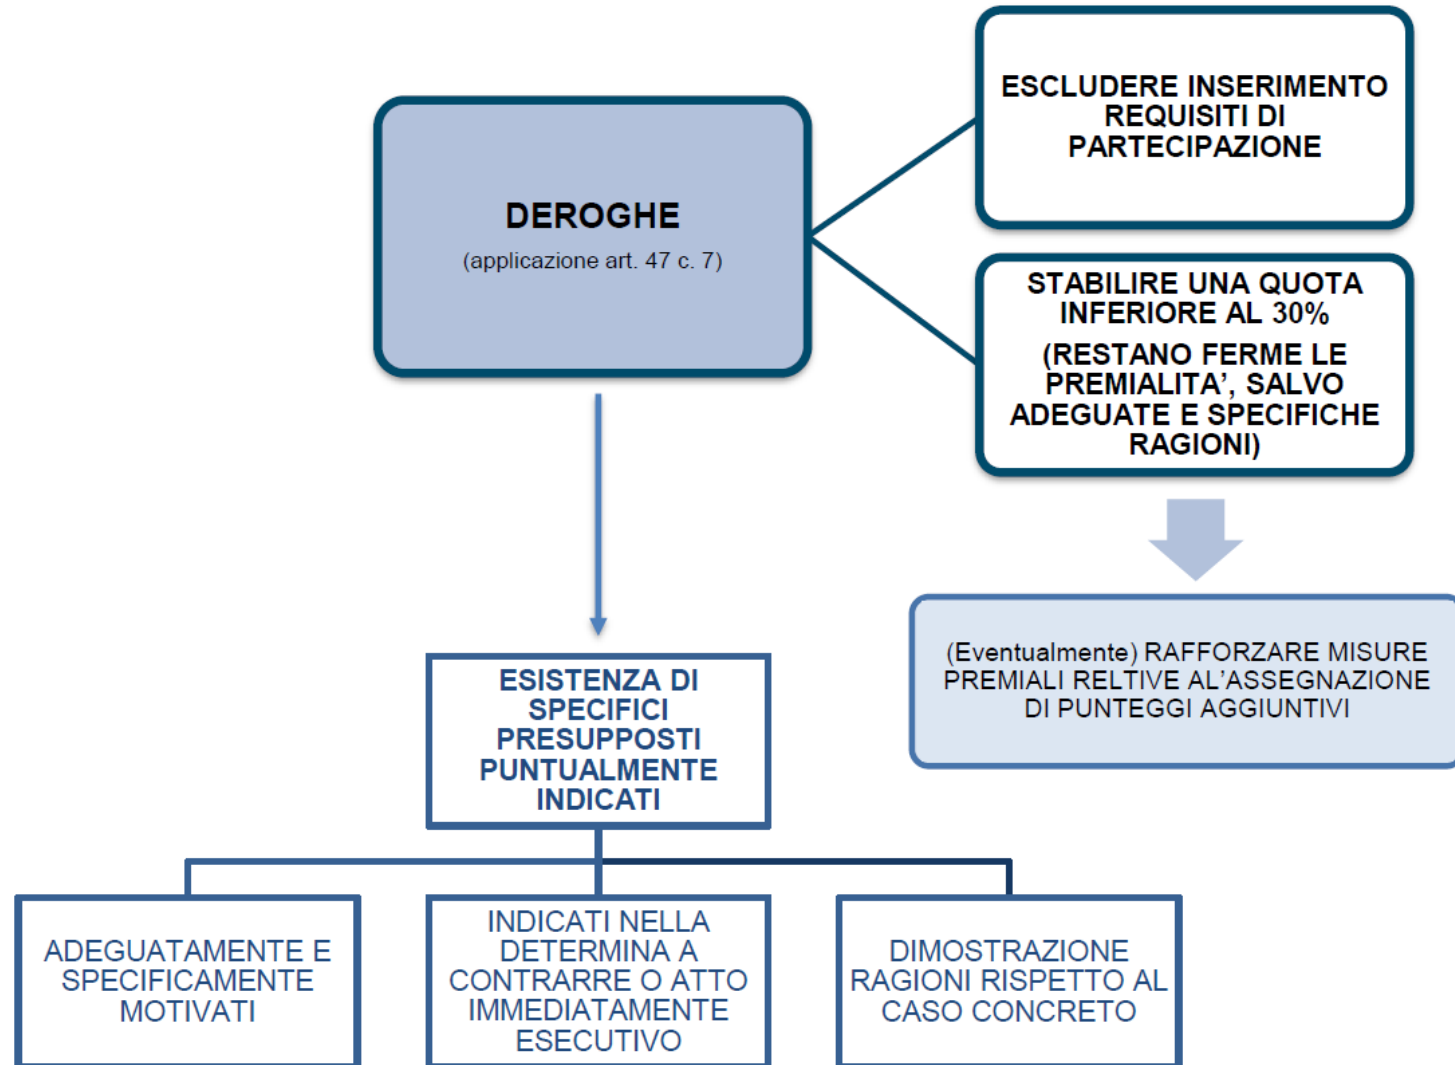 DEROGHE
(applicazione art. 47 c. 7)
ESCLUDERE INSERIMENTO
REQUISITI DI
PARTECIPAZIONE
STABILIRE UNA QUOTA
INFERIORE AL 30%
(RESTANO FERME LE
PREMIALITA’, SALVO
ADEGUATE E SPECIFICHE
RAGIONI)
(Eventualmente) RAFFORZARE MISURE
PREMIALI RELTIVE AL’ASSEGNAZIONE
DI PUNTEGGI AGGIUNTIVI
ESISTENZA DI
SPECIFICI
PRESUPPOSTI
PUNTUALMENTE
INDICATI
ADEGUATAMENTE E
SPECIFICAMENTE
MOTIVATI
INDICATI NELLA
DETERMINA A
CONTRARRE O ATTO
IMMEDIATAMENTE
ESECUTIVO
DIMOSTRAZIONE
RAGIONI RISPETTO AL
CASO CONCRETO